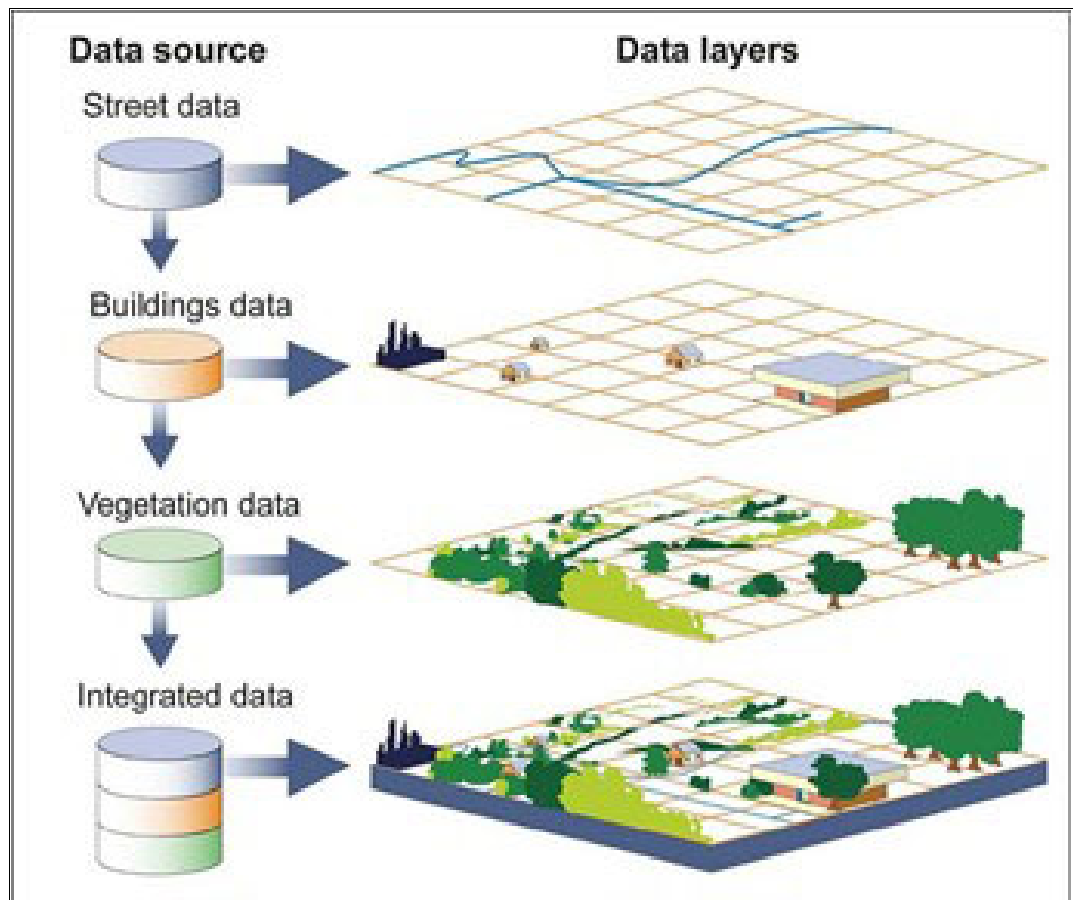 Data source
Data layers
Street data
Buildings data
Vegetation data
Integrated data